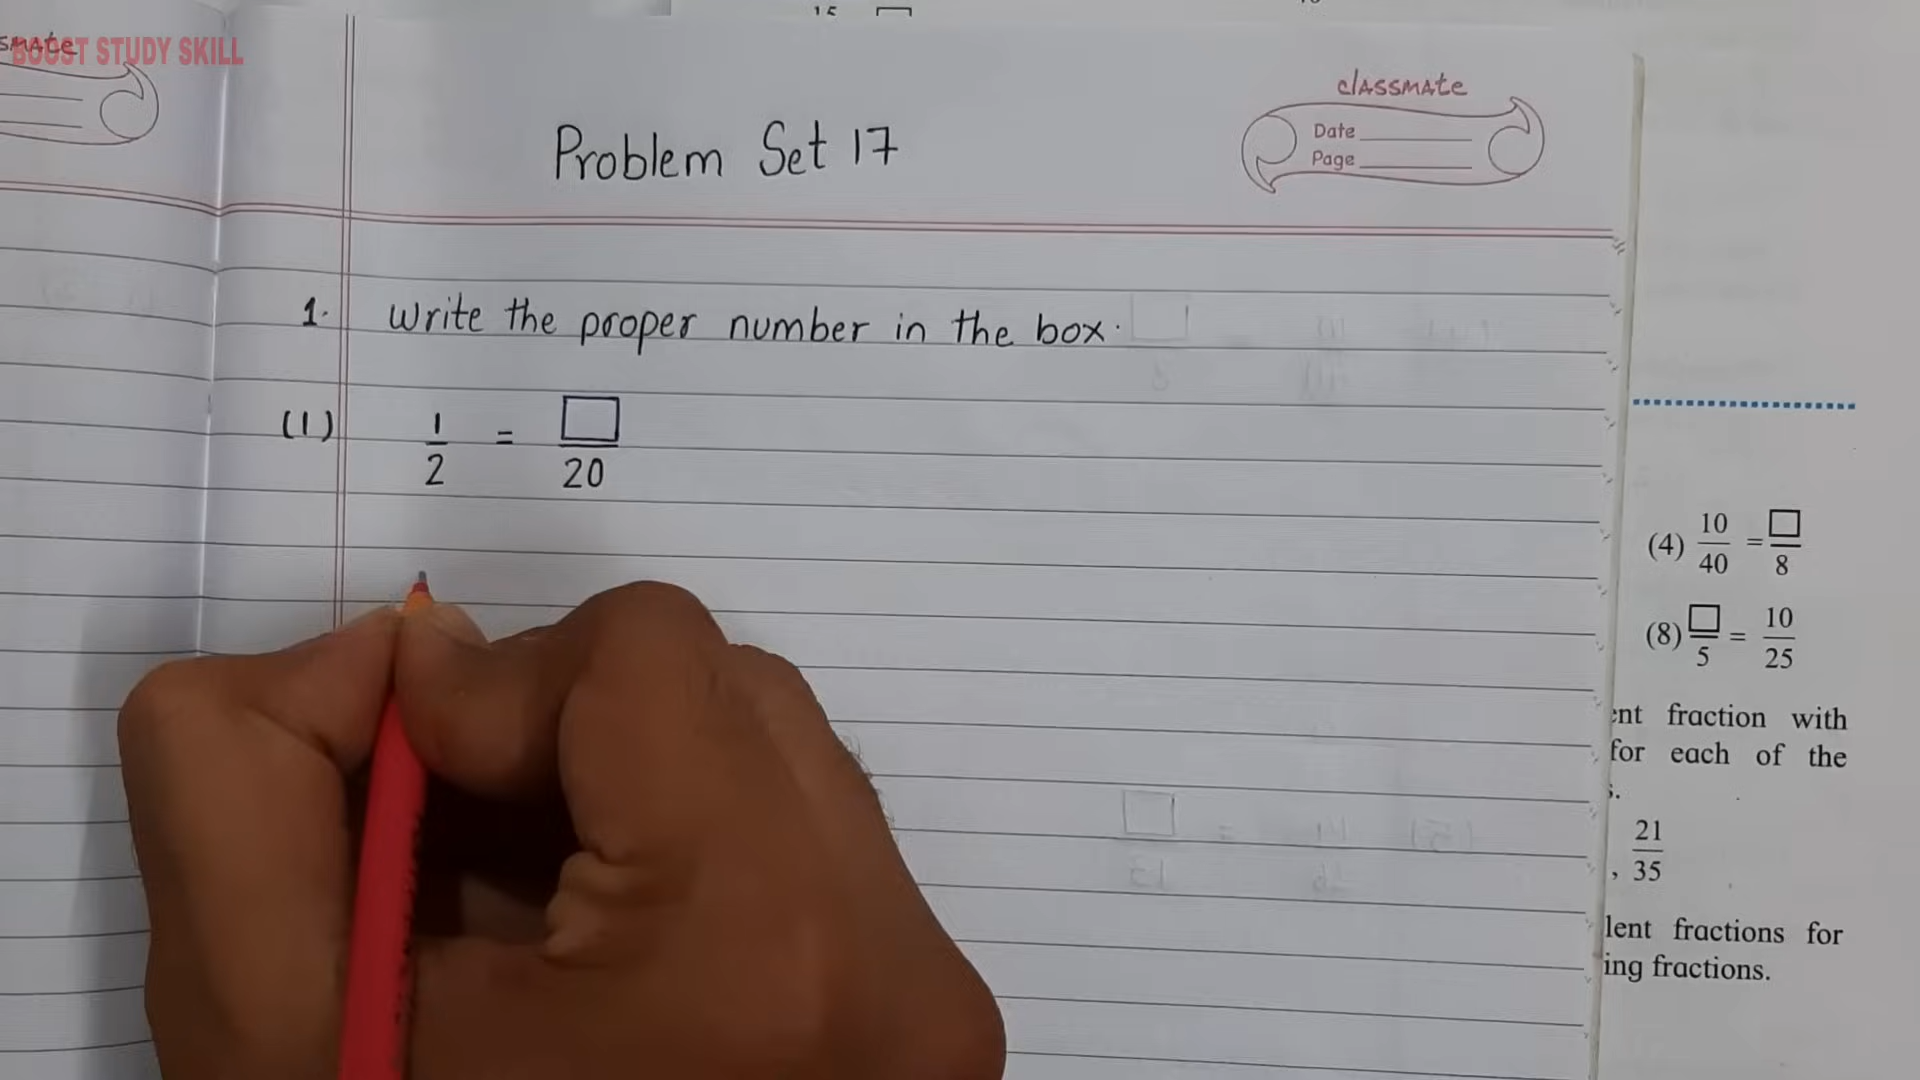 BOOST STUDY SKILL
classmate
Date
Page
Problem Set 17
1. Write the proper number in the box.
(1) 1/2 = □/20
(4) 10/40 = □/8
(8) □/5 = 10/25
nt fraction with
for each of the
s.
, 21/35
lent fractions for
ing fractions.